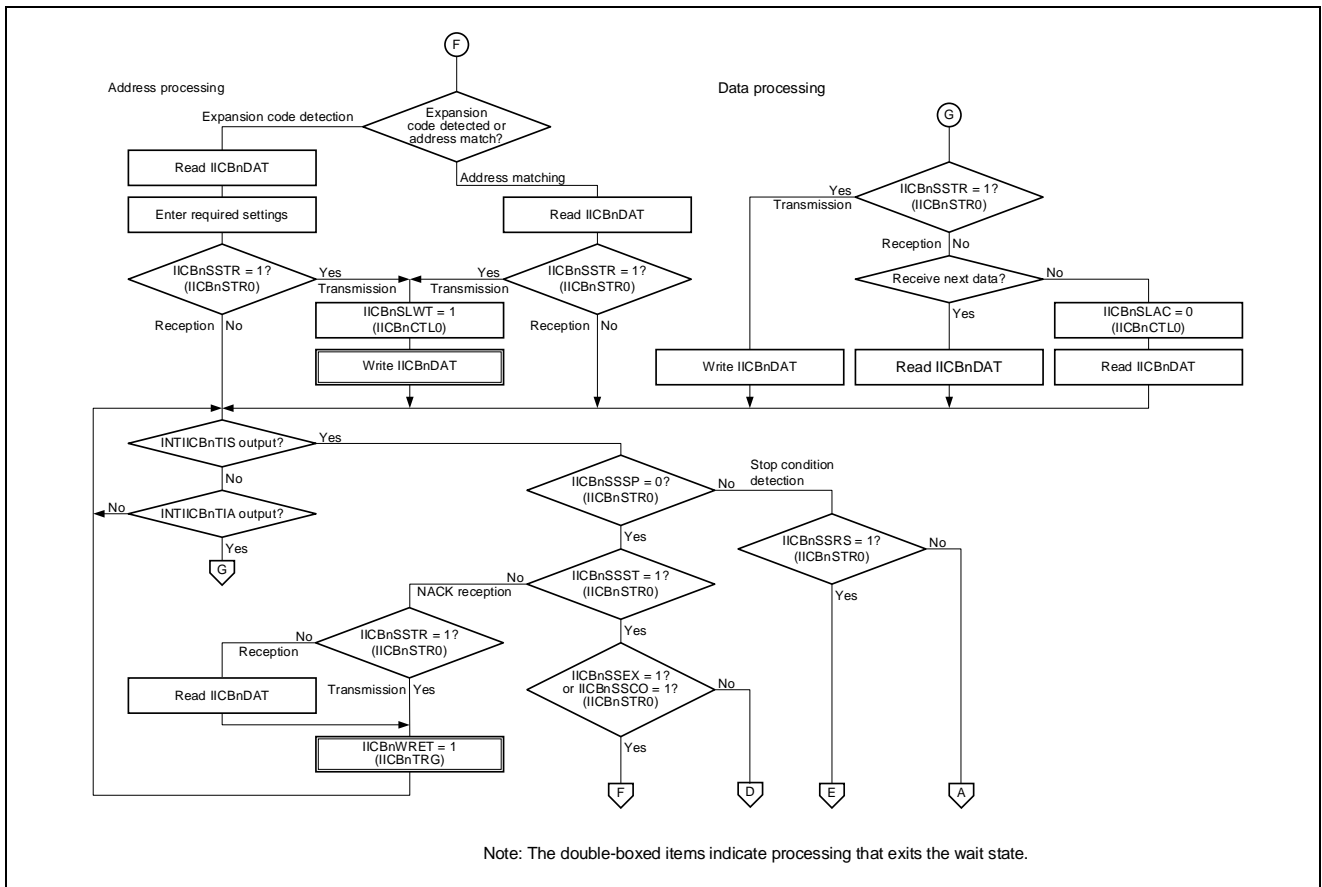 F
Address processing
Data processing
Expansion code detection
Expansion
code detected or
address match?
G
Read IICBnDAT
Address matching
Yes
Transmission
IICBnSSTR = 1?
(IICBnSTR0)
Enter required settings
Read IICBnDAT
Reception
No
IICBnSSTR = 1?
(IICBnSTR0)
Yes
Transmission
Yes
Transmission
IICBnSSTR = 1?
(IICBnSTR0)
Receive next data?
No
Reception
No
IICBnSLWT = 1
(IICBnCTL0)
Reception
No
Yes
IICBnSLAC = 0
(IICBnCTL0)
Write IICBnDAT
Write IICBnDAT
Read IICBnDAT
Read IICBnDAT
INTIICBnTIS output?
Yes
No
IICBnSSSP = 0?
(IICBnSTR0)
No
Stop condition
detection
No
INTIICBnTIA output?
Yes
Yes
IICBnSSRS = 1?
(IICBnSTR0)
No
G
No
NACK reception
IICBnSSST = 1?
(IICBnSTR0)
Yes
No
Reception
IICBnSSTR = 1?
(IICBnSTR0)
Yes
Read IICBnDAT
Transmission
Yes
IICBnSSEX = 1?
or IICBnSSCO = 1?
(IICBnSTR0)
No
IICBnWRET = 1
(IICBnTRG)
Yes
F
D
E
A
Note: The double-boxed items indicate processing that exits the wait state.